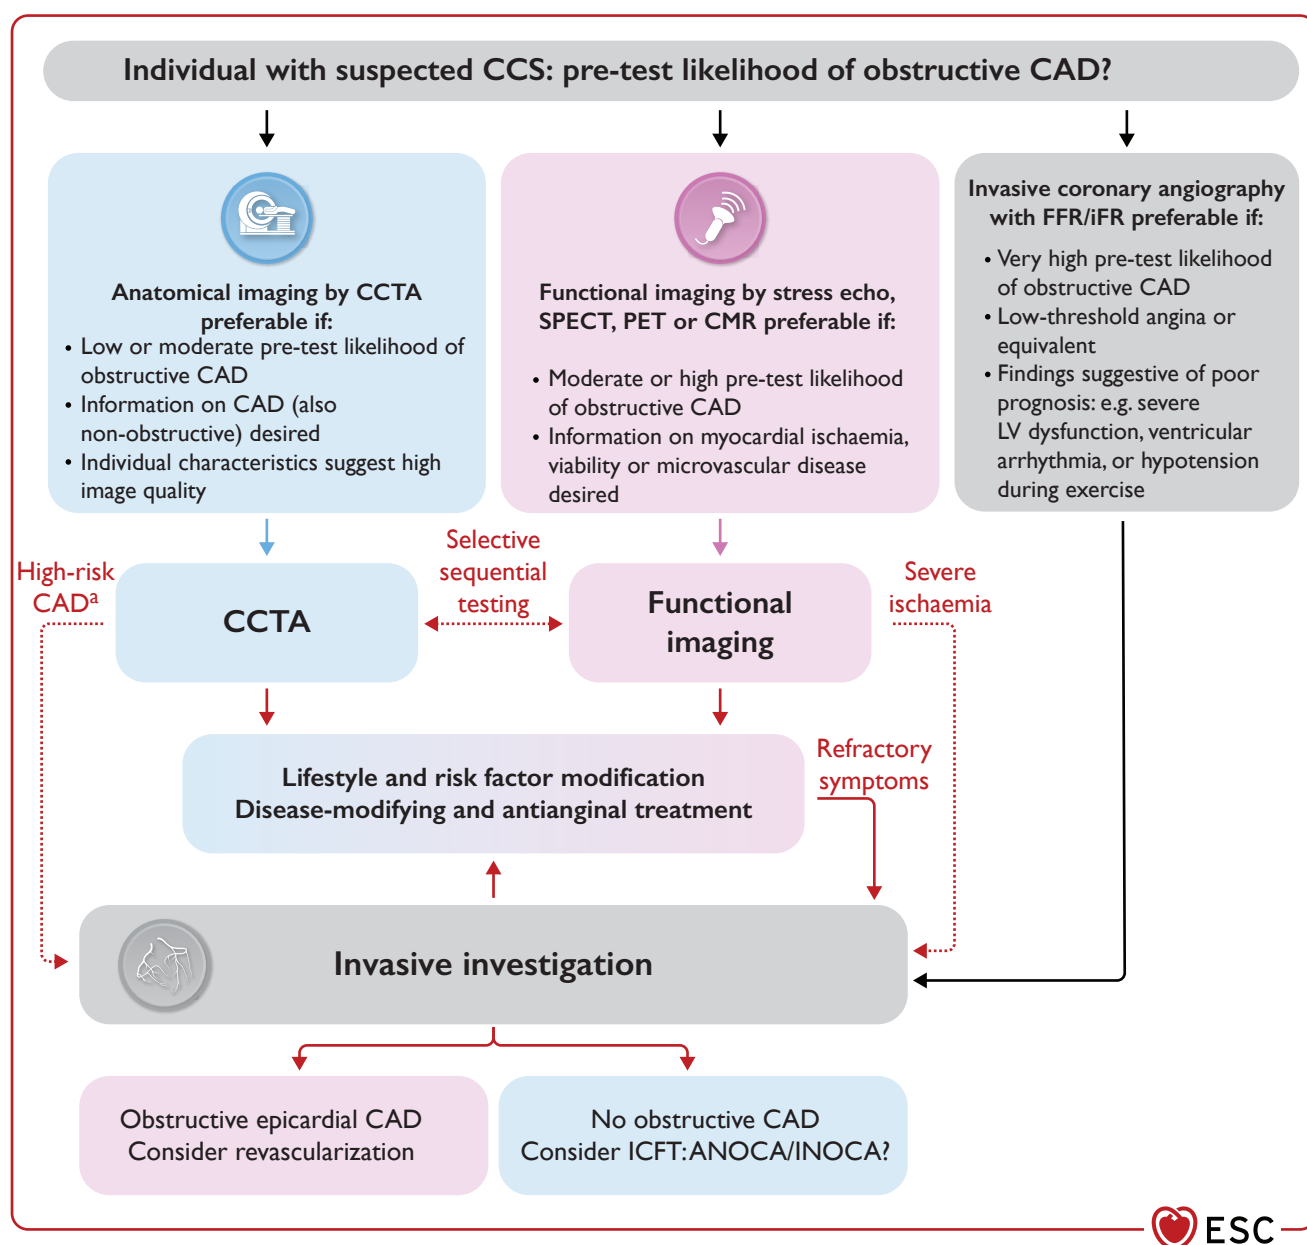 Individual with suspected CCS: pre-test likelihood of obstructive CAD?
Anatomical imaging by CCTA
preferable if:
• Low or moderate pre-test likelihood of
obstructive CAD
• Information on CAD (also
non-obstructive) desired
• Individual characteristics suggest high
image quality
Functional imaging by stress echo,
SPECT, PET or CMR preferable if:
• Moderate or high pre-test likelihood
of obstructive CAD
• Information on myocardial ischaemia,
viability or microvascular disease
desired
Invasive coronary angiography
with FFR/iFR preferable if:
• Very high pre-test likelihood
of obstructive CAD
• Low-threshold angina or
equivalent
• Findings suggestive of poor
prognosis: e.g. severe
LV dysfunction, ventricular
arrhythmia, or hypotension
during exercise
High-risk
CADᵃ
CCTA
Selective
sequential
testing
Functional
imaging
Severe
ischaemia
Lifestyle and risk factor modification
Disease-modifying and antianginal treatment
Refractory
symptoms
Invasive investigation
Obstructive epicardial CAD
Consider revascularization
No obstructive CAD
Consider ICFT: ANOCA/INOCA?
ESC